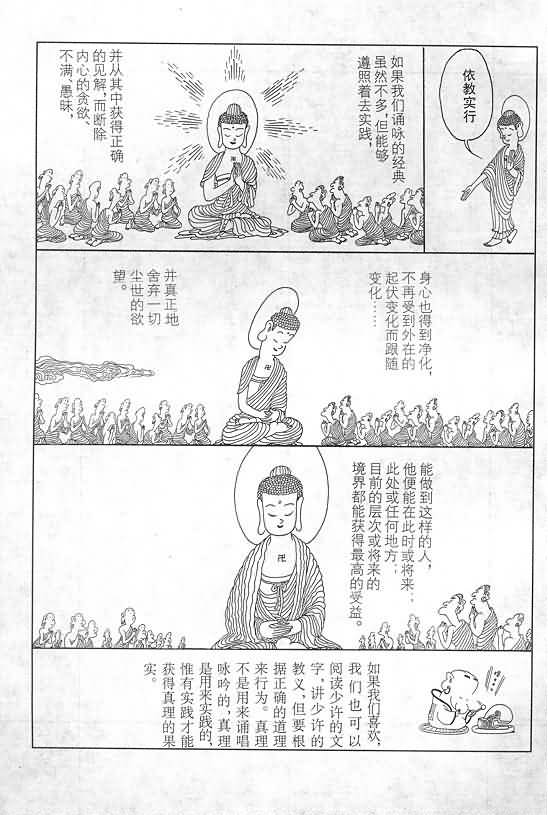 依教实行
如果我们诵咏的经典
虽然不多，但能够
遵照着去实践，
并从其中获得正确
的见解，而断除
内心的贪欲、
不满、愚昧，
身心也得到净化，
不再受到外在的
起伏变化而跟随
变化……
并真正地
舍弃一切
尘世的欲
望。
能做到这样的人，
他便能在此时或将来；
此处或任何地方；
目前的层次或将来的
境界都能获得最高的受益。
如果我们喜欢，
我们也可以
阅读少许的文
字，讲少许的
教义，但要根
据正确的道理
来行为。真理
不是用来诵唱
咏吟的，真理
是用来实践的，
惟有实践才能
获得真理的果
实。